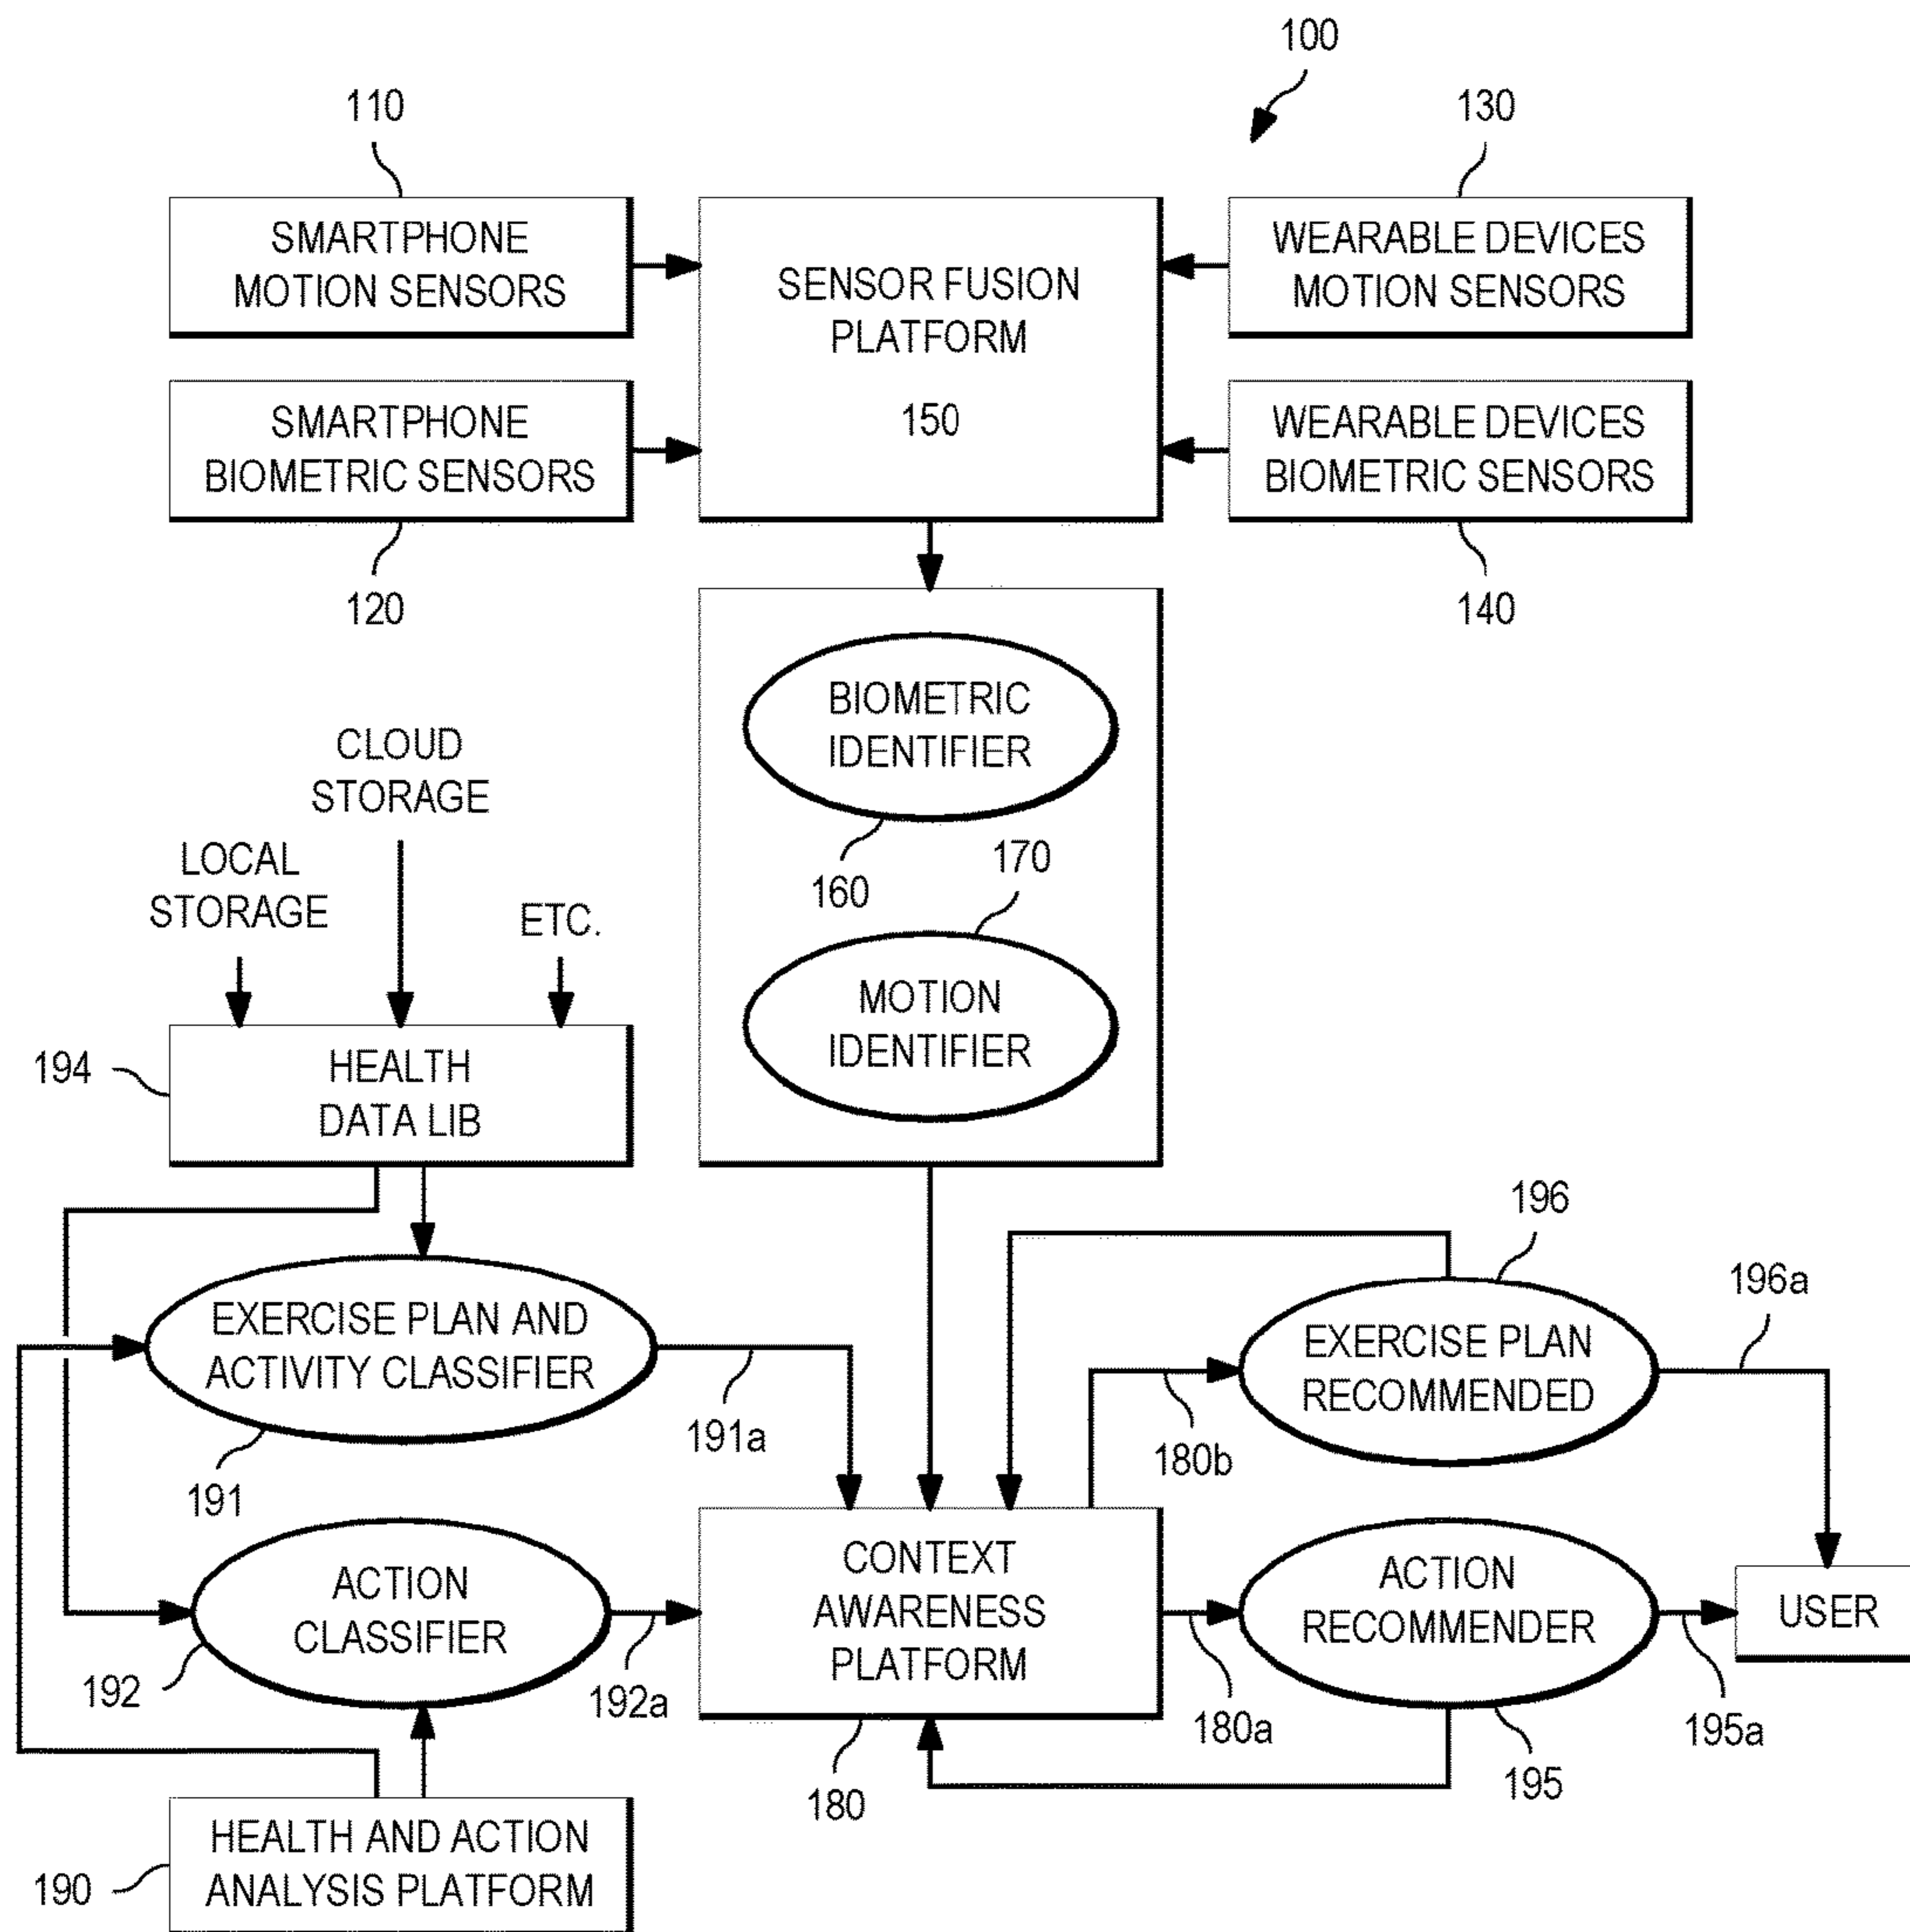 100
110
130
SMARTPHONE
MOTION SENSORS
SENSOR FUSION
PLATFORM
150
WEARABLE DEVICES
MOTION SENSORS
SMARTPHONE
BIOMETRIC SENSORS
WEARABLE DEVICES
BIOMETRIC SENSORS
120
140
BIOMETRIC
IDENTIFIER
160
170
MOTION
IDENTIFIER
CLOUD
STORAGE
LOCAL
STORAGE
ETC.
194
HEALTH
DATA LIB
196
196a
EXERCISE PLAN AND
ACTIVITY CLASSIFIER
191a
191
EXERCISE PLAN
RECOMMENDED
180b
ACTION
CLASSIFIER
192
192a
CONTEXT
AWARENESS
PLATFORM
180
180a
ACTION
RECOMMENDER
195
195a
USER
190
HEALTH AND ACTION
ANALYSIS PLATFORM